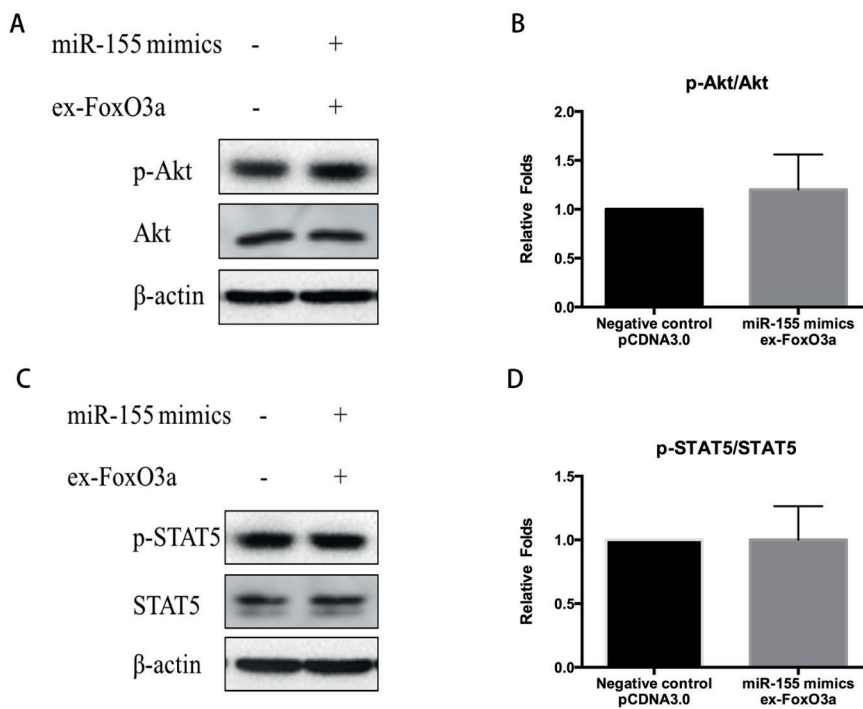 A
miR-155 mimics - +
ex-FoxO3a - +
p-Akt
Akt
β-actin
B
p-Akt/Akt
Relative Folds
2.0
1.5
1.0
0.5
0.0
Negative control
pCDNA3.0
miR-155 mimics
ex-FoxO3a
C
miR-155 mimics - +
ex-FoxO3a - +
p-STAT5
STAT5
β-actin
D
p-STAT5/STAT5
Relative Folds
1.5
1.0
0.5
0.0
Negative control
pCDNA3.0
miR-155 mimics
ex-FoxO3a